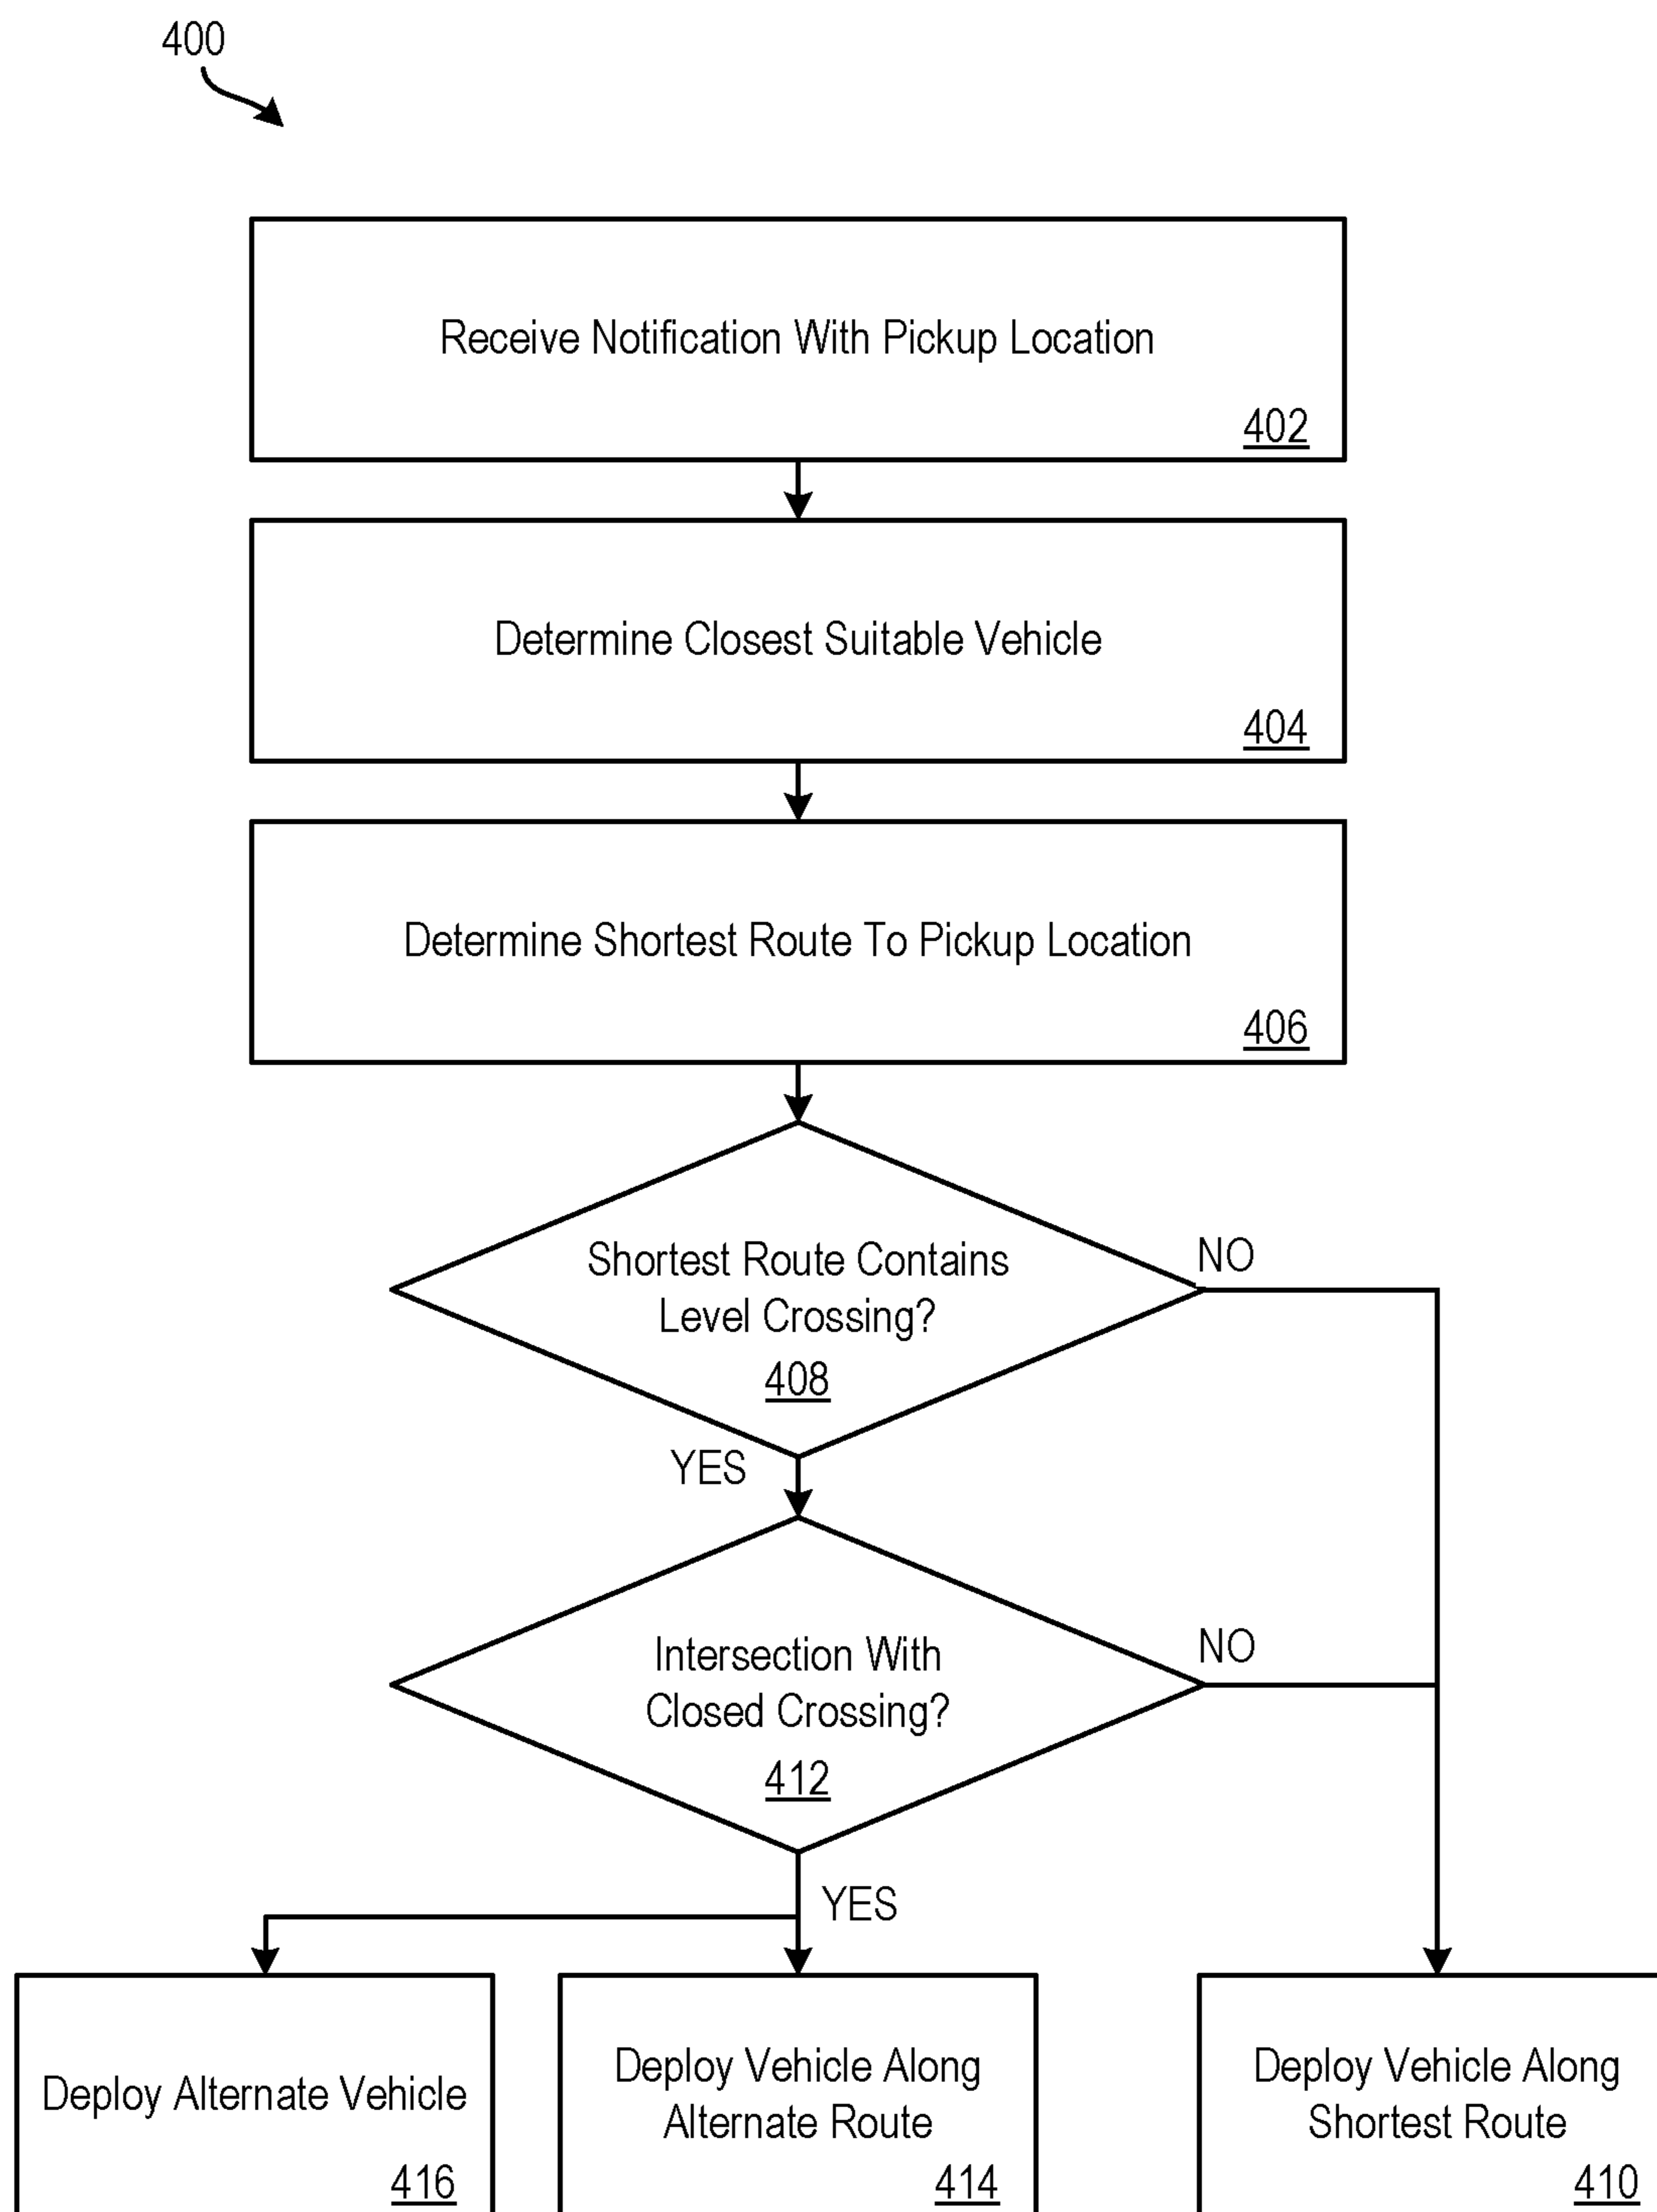 400
Receive Notification With Pickup Location
402
Determine Closest Suitable Vehicle
404
Determine Shortest Route To Pickup Location
406
Shortest Route Contains
Level Crossing?
408
NO
YES
Intersection With
Closed Crossing?
412
NO
YES
Deploy Alternate Vehicle
416
Deploy Vehicle Along
Alternate Route
414
Deploy Vehicle Along
Shortest Route
410